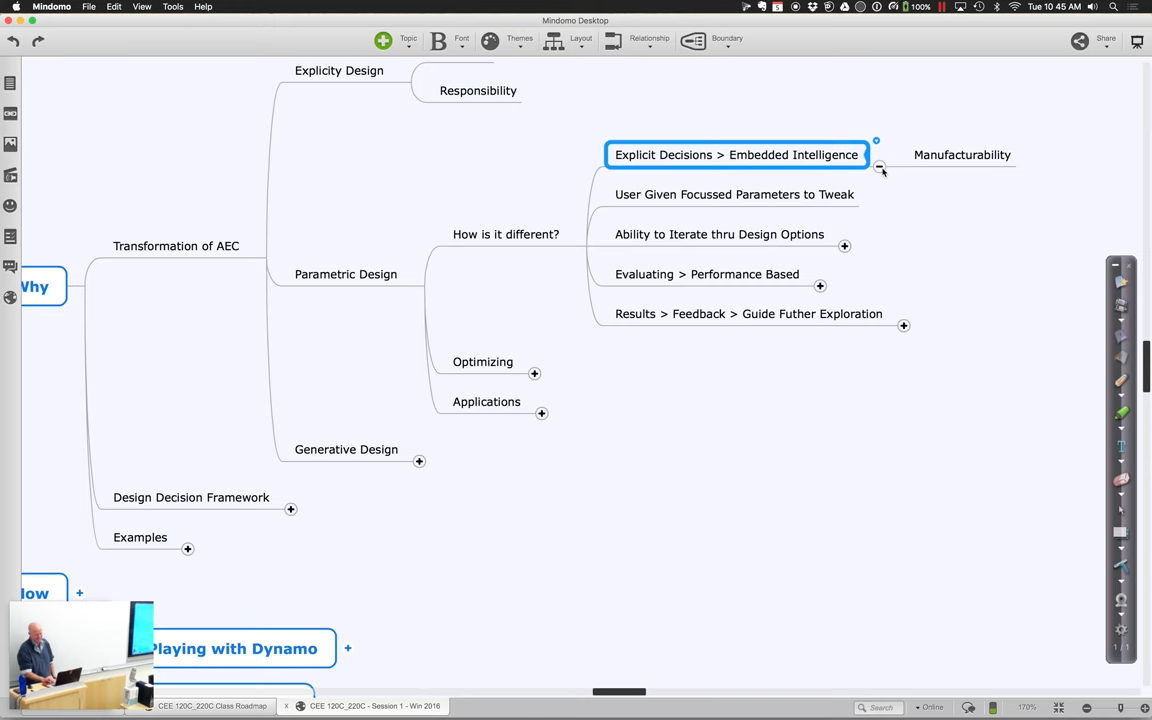 Mindomo File Edit View Tools Help
100% Tue 10 45 AM
Mindomo Desktop
Topic Font Themes Layout Relationship Boundary Share
Explicity Design
Responsibility
Explicit Decisions > Embedded Intelligence
Manufacturability
User Given Focussed Parameters to Tweak
Transformation of AEC
How is it different?
Ability to Iterate thru Design Options
Parametric Design
Evaluating > Performance Based
Why
Results > Feedback > Guide Futher Exploration
Optimizing
Applications
Generative Design
Design Decision Framework
Examples
Playing with Dynamo
1 / 1
CEE 120C_220C Class Roadmap
CEE 120C_220C - Session 1 - Win 2016
Search
Online
170%